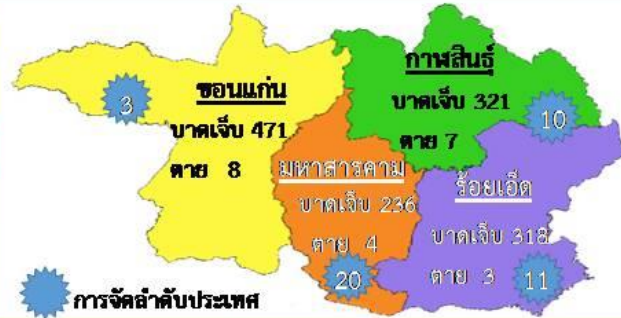 ขอนแก่น
บาดเจ็บ 471
ตาย 8
3
กาฬสินธุ์
บาดเจ็บ 321
ตาย 7
10
มหาสารคาม
บาดเจ็บ 236
ตาย 4
20
ร้อยเอ็ด
บาดเจ็บ 318
ตาย 3
11
การจัดลำดับประเทศ